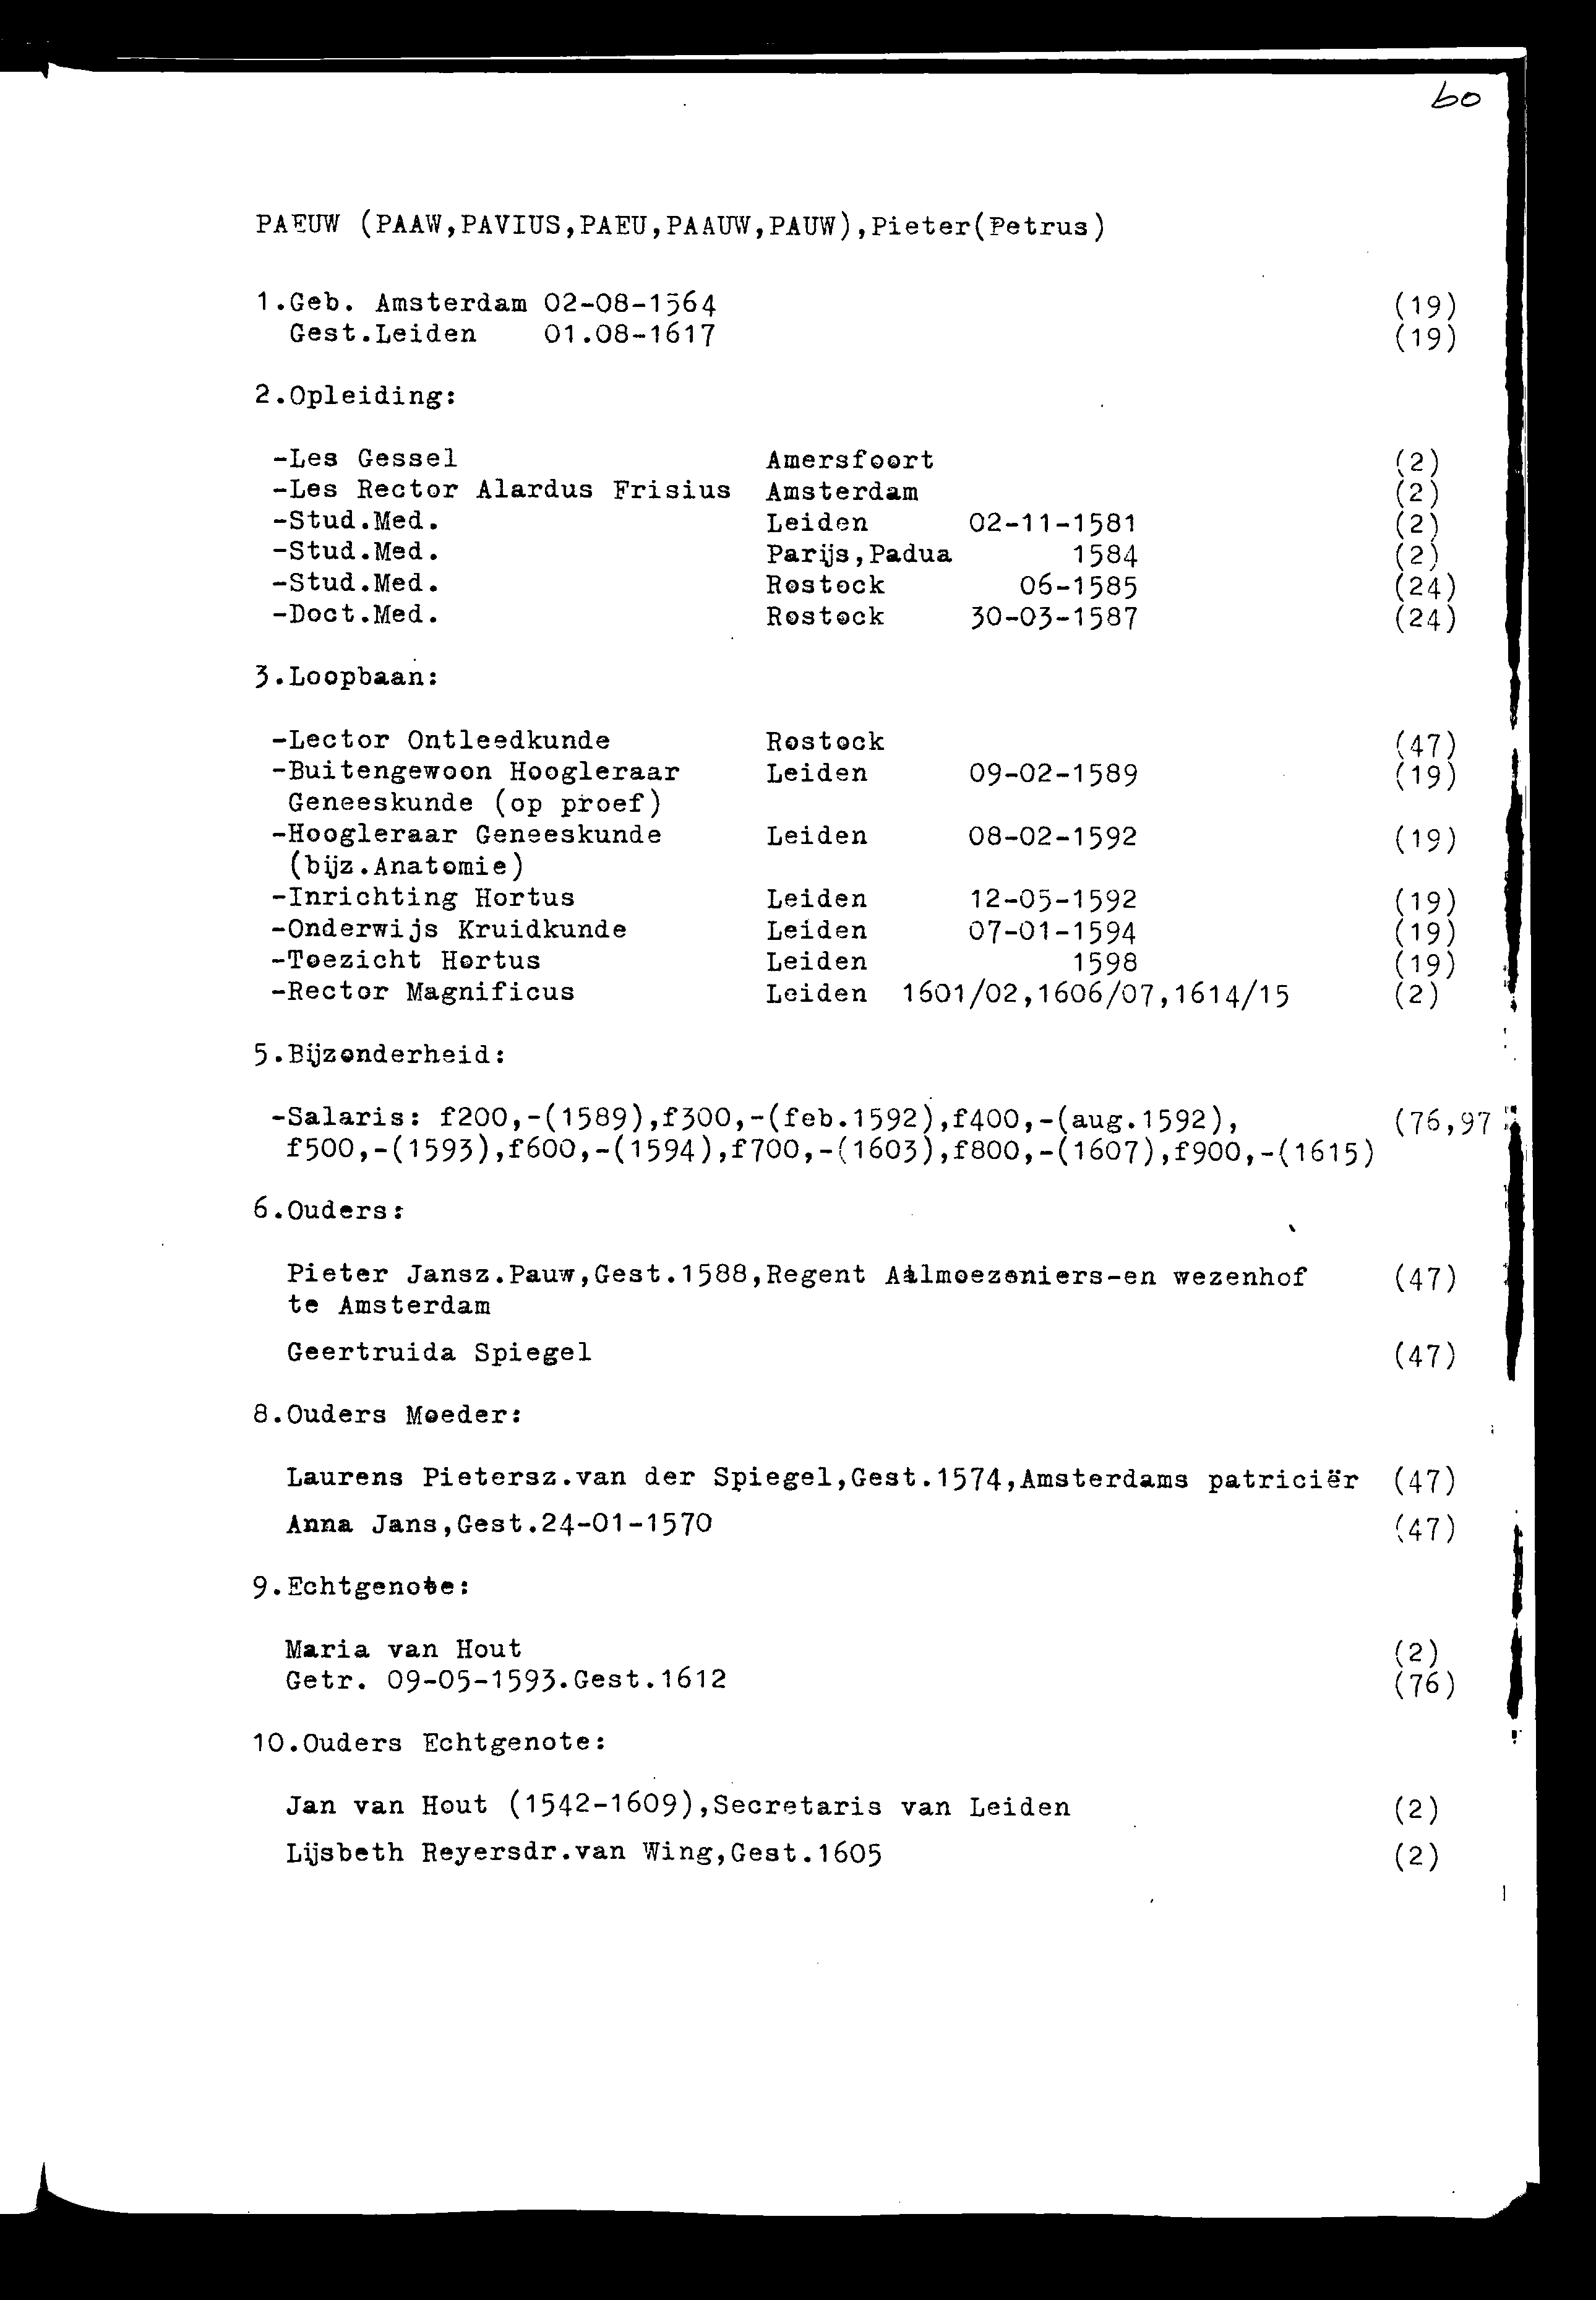 60
PAEUW (PAAW,PAVIUS,PAEU,PAAUW,PAUW),Pieter(Petrus)
1.Geb. Amsterdam 02-08-1564 (19)
Gest.Leiden 01.08-1617 (19)
2.Opleiding:
-Les Gessel Amersfoort (2)
-Les Rector Alardus Frisius Amsterdam (2)
-Stud.Med. Leiden 02-11-1581 (2)
-Stud.Med. Parijs,Padua 1584 (2)
-Stud.Med. Rostock 06-1585 (24)
-Doct.Med. Rostock 30-03-1587 (24)
3.Loopbaan:
-Lector Ontleedkunde Rostock (47)
-Buitengewoon Hoogleraar Leiden 09-02-1589 (19)
Geneeskunde (op proef)
-Hoogleraar Geneeskunde Leiden 08-02-1592 (19)
(bijz.Anatomie)
-Inrichting Hortus Leiden 12-05-1592 (19)
-Onderwijs Kruidkunde Leiden 07-01-1594 (19)
-Toezicht Hortus Leiden 1598 (19)
-Rector Magnificus Leiden 1601/02,1606/07,1614/15 (2)
5.Bijzonderheid:
-Salaris: f200,-(1589),f300,-(feb.1592),f400,-(aug.1592), (76,97
f500,-(1593),f600,-(1594),f700,-(1603),f800,-(1607),f900,-(1615)
6.Ouders:
Pieter Jansz.Pauw,Gest.1588,Regent Aalmoezeniers-en wezenhof (47)
te Amsterdam
Geertruida Spiegel (47)
8.Ouders Moeder:
Laurens Pietersz.van der Spiegel,Gest.1574,Amsterdams patriciër (47)
Anna Jans,Gest.24-01-1570 (47)
9.Echtgenote:
Maria van Hout (2)
Getr. 09-05-1593.Gest.1612 (76)
10.Ouders Echtgenote:
Jan van Hout (1542-1609),Secretaris van Leiden (2)
Lijsbeth Reyersdr.van Wing,Gest.1605 (2)